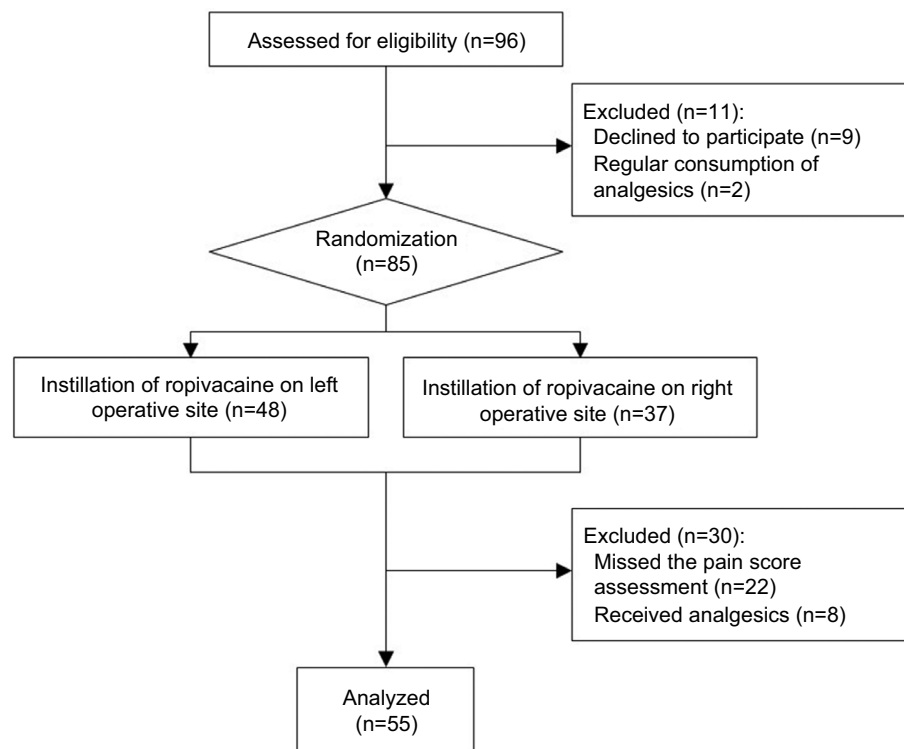 Assessed for eligibility (n=96)
Excluded (n=11):
Declined to participate (n=9)
Regular consumption of
analgesics (n=2)
Randomization
(n=85)
Instillation of ropivacaine on left
operative site (n=48)
Instillation of ropivacaine on right
operative site (n=37)
Excluded (n=30):
Missed the pain score
assessment (n=22)
Received analgesics (n=8)
Analyzed
(n=55)